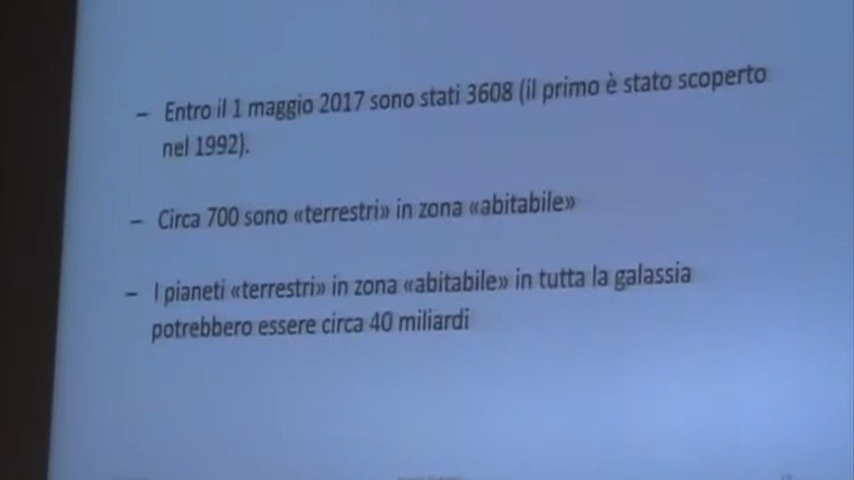 – Entro il 1 maggio 2017 sono stati 3608 (il primo è stato scoperto
nel 1992).
– Circa 700 sono «terrestri» in zona «abitabile»
– I pianeti «terrestri» in zona «abitabile» in tutta la galassia
potrebbero essere circa 40 miliardi